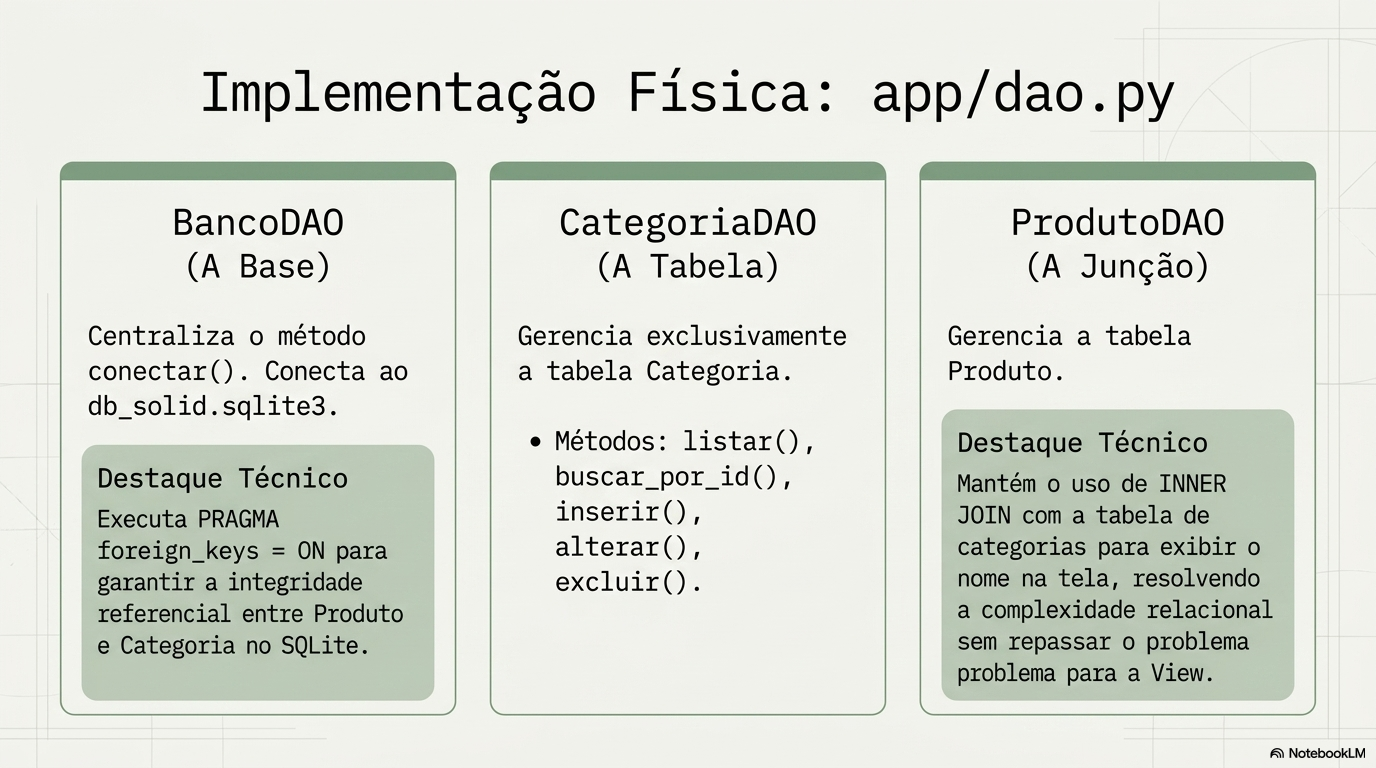 Implementação Física: app/dao.py
BancoDAO
(A Base)
Centraliza o método
conectar(). Conecta ao
db_solid.sqlite3.
Destaque Técnico
Executa PRAGMA
foreign_keys = ON para
garantir a integridade
referencial entre Produto
e Categoria no SQLite.
CategoriaDAO
(A Tabela)
Gerencia exclusivamente
a tabela Categoria.
• Métodos: listar(),
buscar_por_id(),
inserir(),
alterar(),
excluir().
ProdutoDAO
(A Junção)
Gerencia a tabela
Produto.
Destaque Técnico
Mantém o uso de INNER
JOIN com a tabela de
categorias para exibir o
nome na tela, resolvendo
a complexidade relacional
sem repassar o problema
problema para a View.
NotebookLM